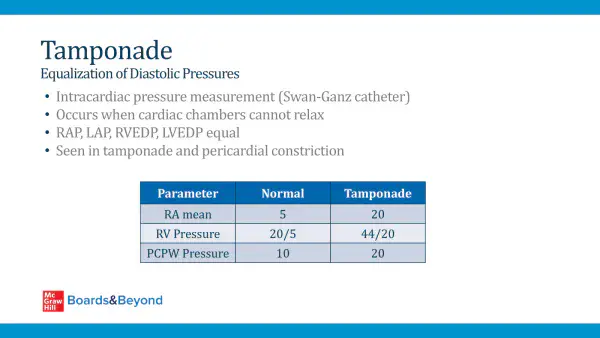 Tamponade
Equalization of Diastolic Pressures
• Intracardiac pressure measurement (Swan-Ganz catheter)
• Occurs when cardiac chambers cannot relax
• RAP, LAP, RVEDP, LVEDP equal
• Seen in tamponade and pericardial constriction
Parameter Normal Tamponade
RA mean 5 20
RV Pressure 20/5 44/20
PCPW Pressure 10 20
Mc
Graw
Hill
Boards&Beyond